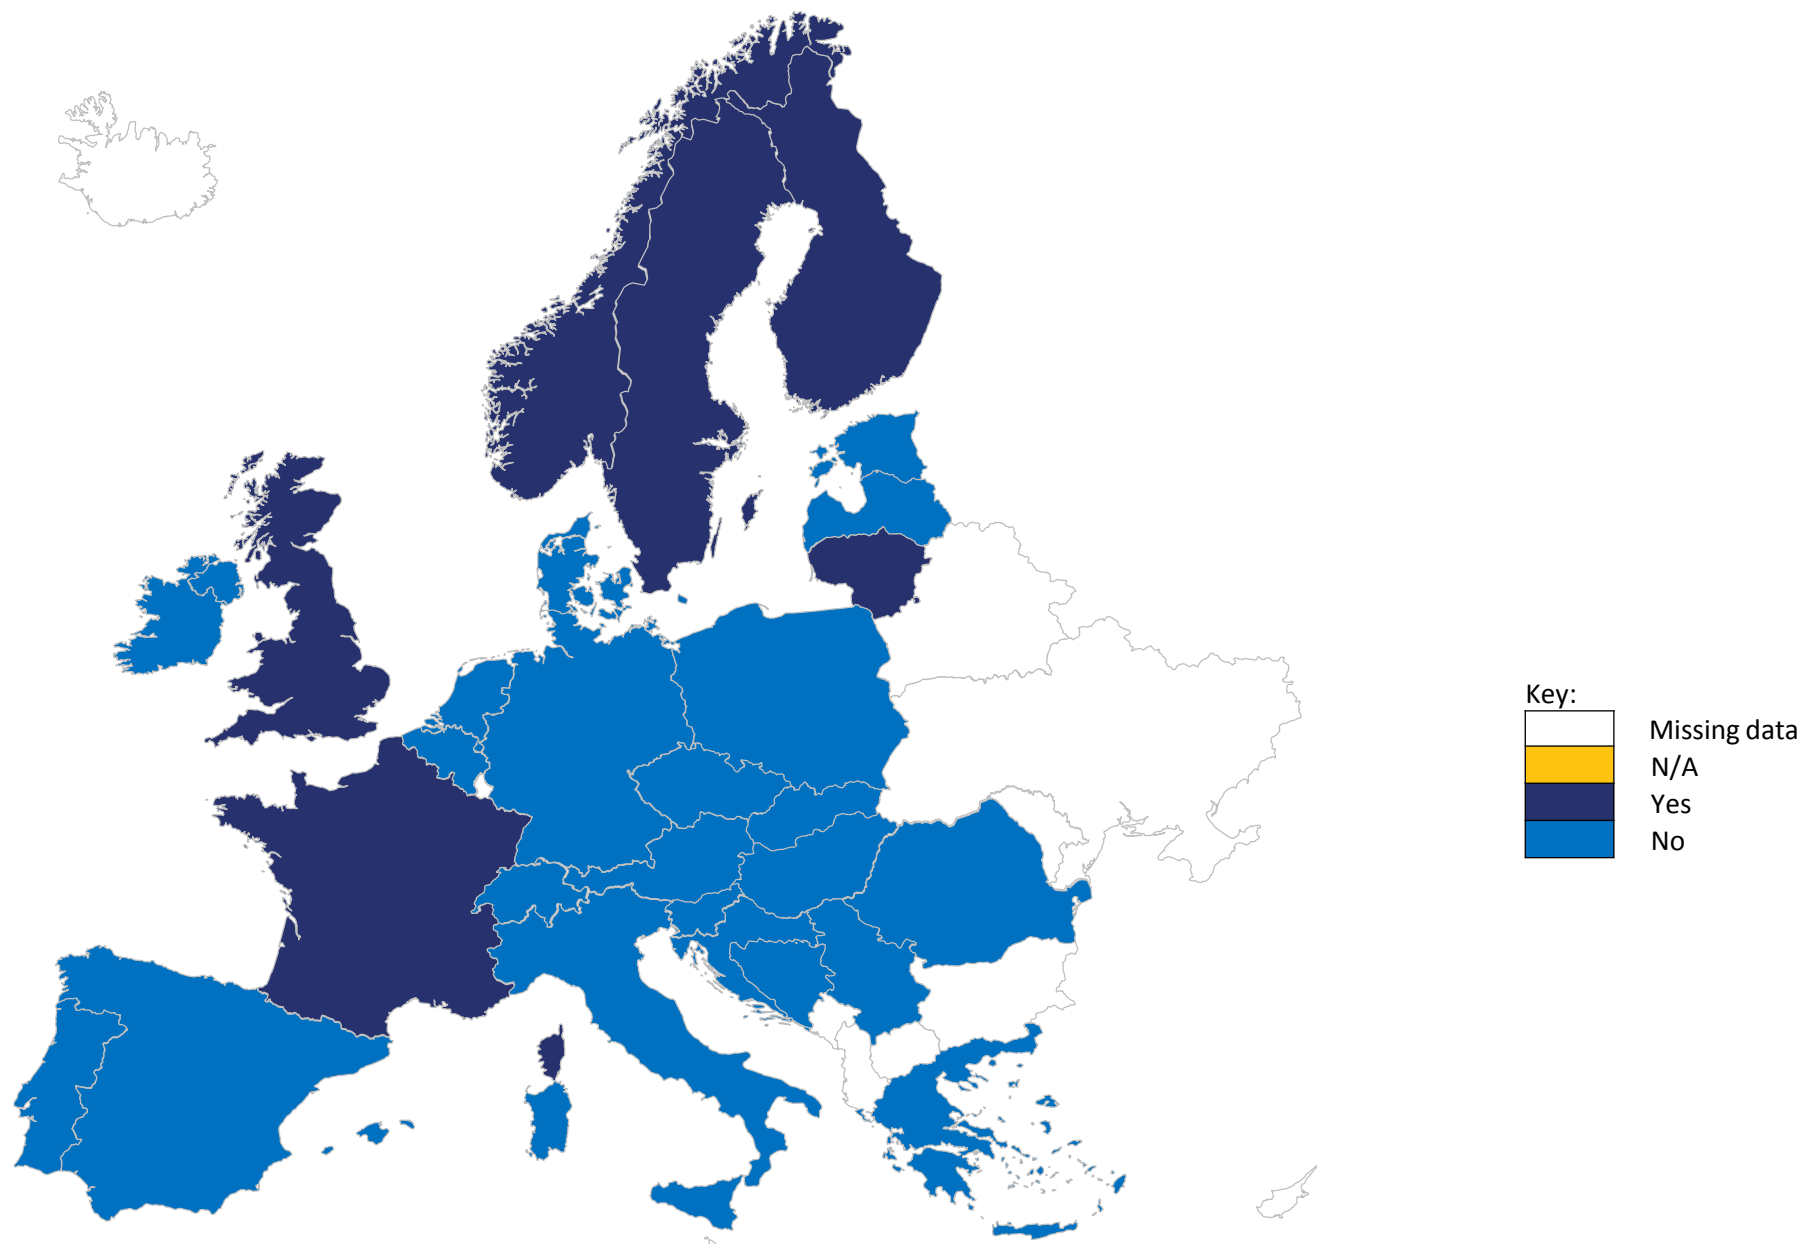 Key:
Missing data
N/A
Yes
No